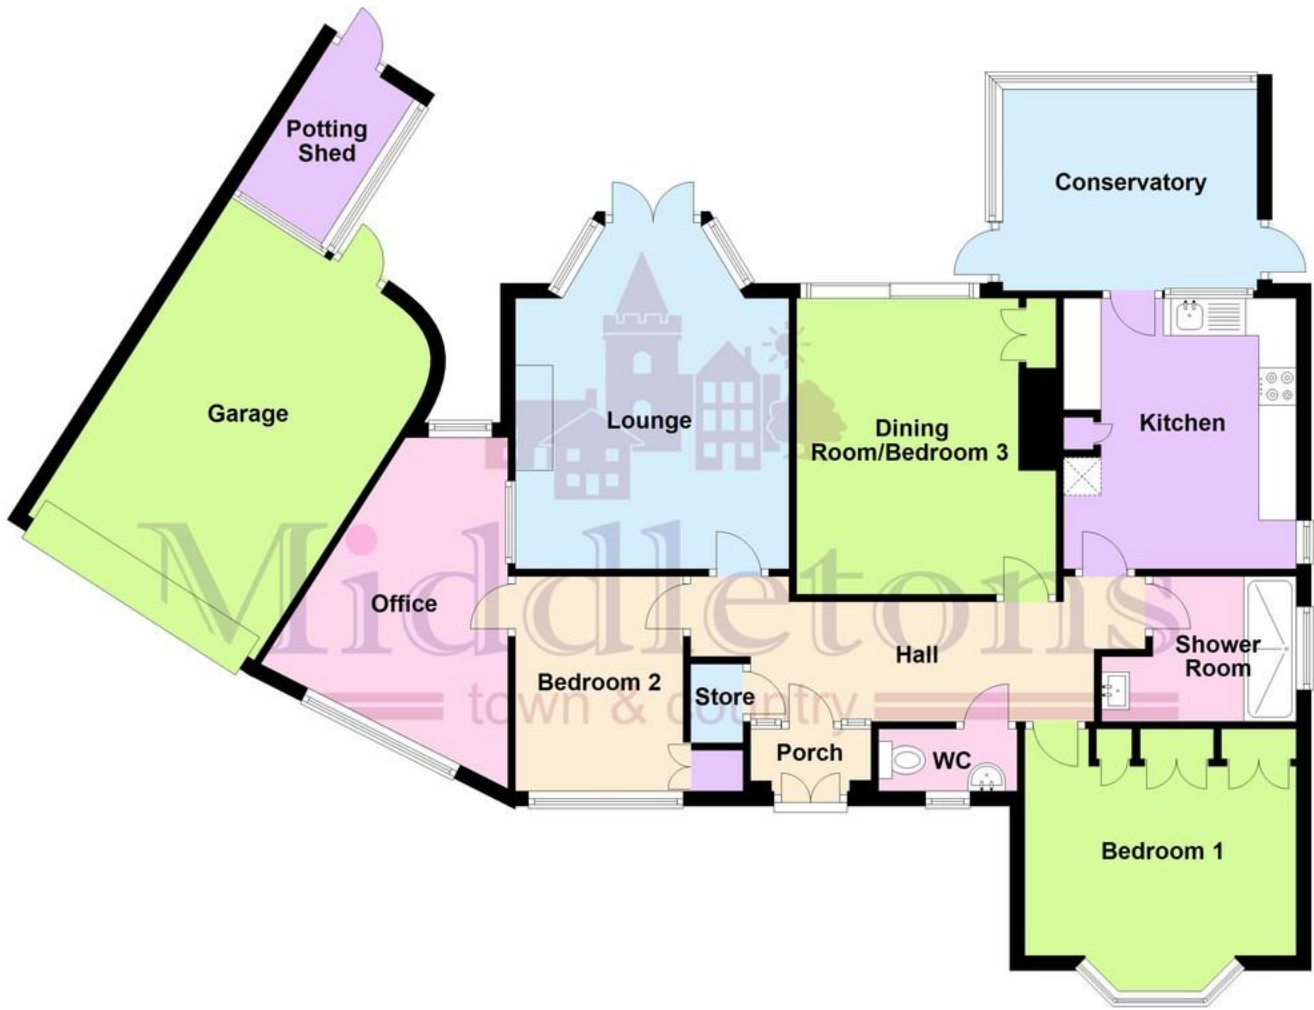 Potting
Shed
Conservatory
Garage
Lounge
Dining
Room/Bedroom 3
Kitchen
Office
Middletons
Hall
Shower
Room
Bedroom 2
Store
town & country
Porch
WC
Bedroom 1